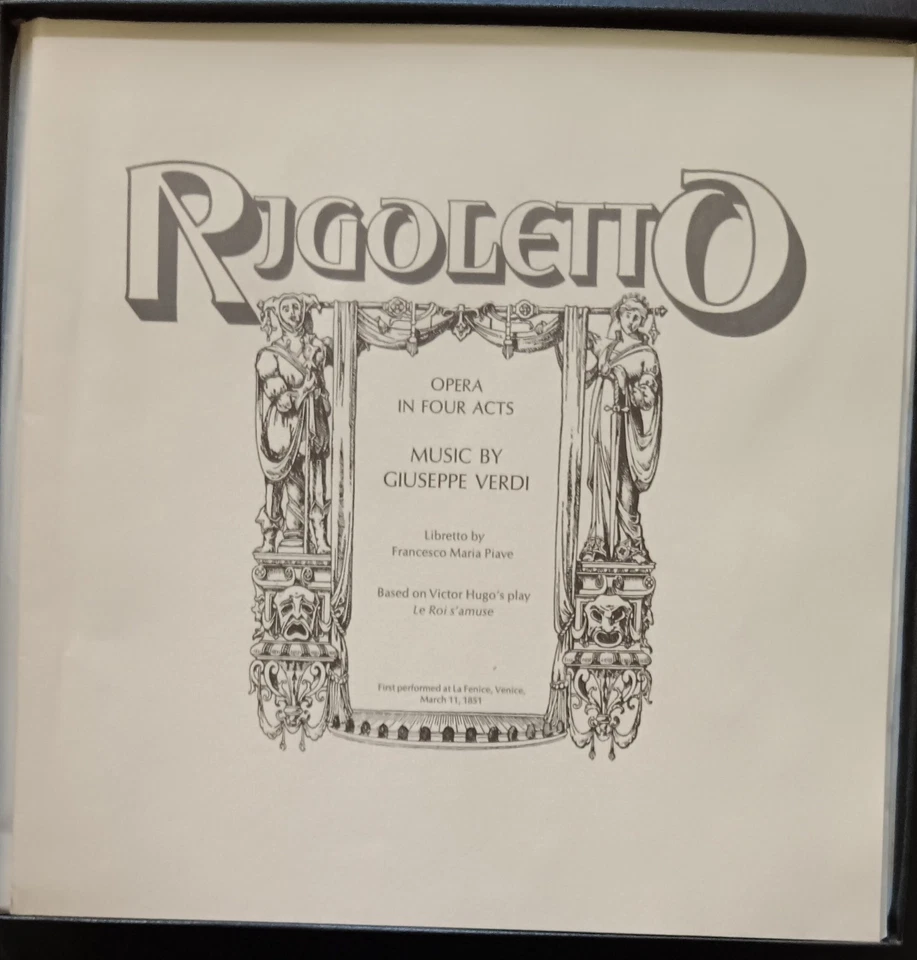 RIGOLETTO
OPERA
IN FOUR ACTS
MUSIC BY
GIUSEPPE VERDI
Libretto by
Francesco Maria Piave
Based on Victor Hugo's play
Le Roi s'amuse
First performed at La Fenice, Venice,
March 11, 1851